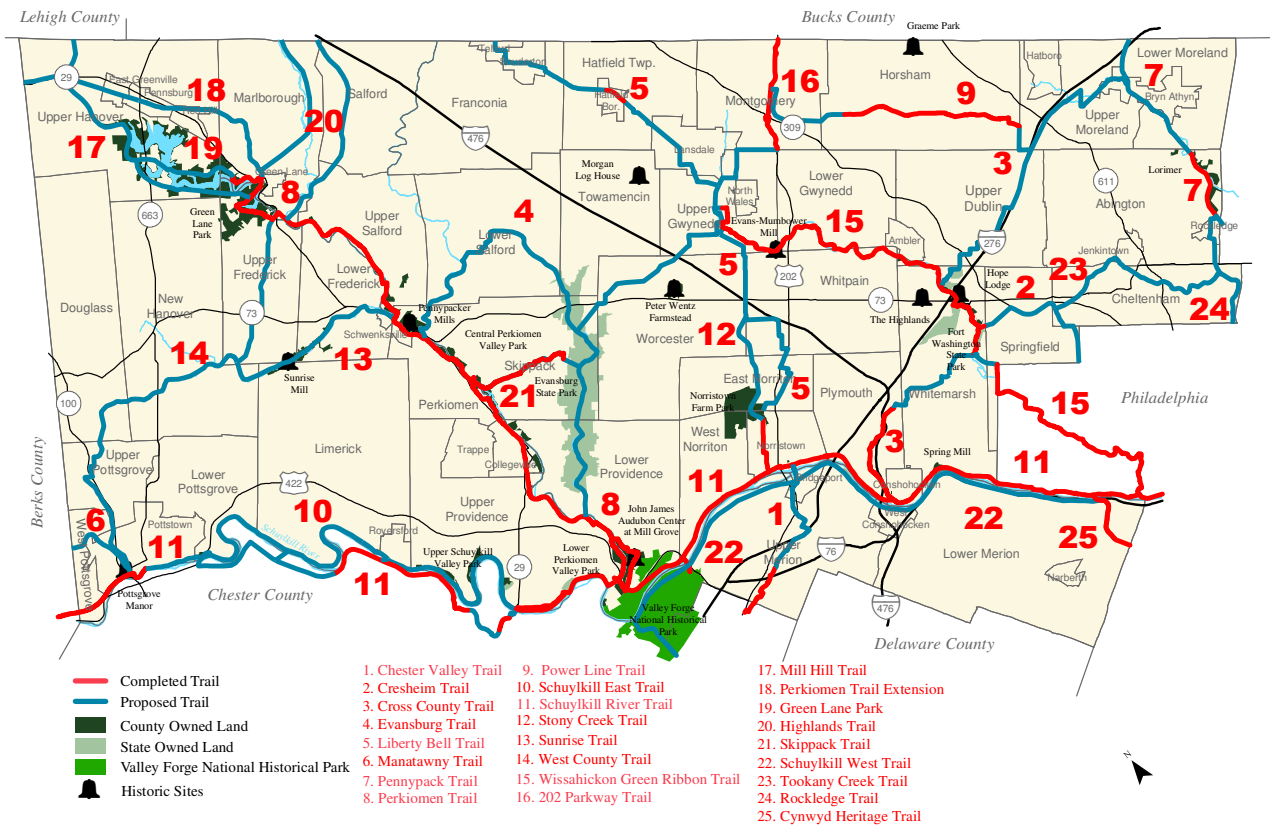 Lehigh County
Bucks County
Graeme Park
Telford
Souderton
Hatfield Twp.
Hatboro
Lower Moreland
29
East Greenville
Pennsburg
18
Marlborough
Salford
Franconia
5
Hatfield
Bor.
16
Montgomery
Horsham
9
7
Bryn Athyn
Upper Hanover
20
476
309
Upper
Moreland
17
19
Lansdale
3
Green Lane
8
Morgan
Log House
Towamencin
North
Wales
Lower
Gwynedd
Upper
Dublin
611
Abington
Lorimer
7
663
Green
Lane
Park
Upper
Salford
4
Lower
Salford
Upper
Gwynedd
Evans-Mumbower
Mill
15
Ambler
276
Rockledge
Jenkintown
Upper
Frederick
Lower
Frederick
5
202
Whitpain
Hope
Lodge
2
23
Cheltenham
24
Douglass
New
Hanover
73
Pennypacker
Mills
Peter Wentz
Farmstead
73
The Highlands
Schwenksville
Central Perkiomen
Valley Park
Worcester
12
Fort
Washington
State
Park
Springfield
14
13
Sunrise
Mill
Skippack
Evansburg
State Park
21
East Norriton
5
Plymouth
Whitemarsh
Philadelphia
100
Perkiomen
Norristown
Farm Park
15
Berks County
Upper
Pottsgrove
Limerick
Trappe
Collegeville
West
Norriton
Norristown
3
Spring Mill
11
Lower
Pottsgrove
422
Lower
Providence
11
Bridgeport
Conshohocken
West
Conshohocken
22
25
6
West Pottsgrove
Pottstown
11
10
Schuylkill River
Royersford
Upper
Providence
8
John James
Audubon Center
at Mill Grove
1
Upper
Merion
76
Lower Merion
Narberth
Pottsgrove
Manor
Chester County
11
Upper Schuylkill
Valley Park
29
Lower
Perkiomen
Valley Park
22
Valley Forge
National Historical
Park
476
Delaware County
Completed Trail
Proposed Trail
County Owned Land
State Owned Land
Valley Forge National Historical Park
Historic Sites
1. Chester Valley Trail
2. Cresheim Trail
3. Cross County Trail
4. Evansburg Trail
5. Liberty Bell Trail
6. Manatawny Trail
7. Pennypack Trail
8. Perkiomen Trail
9. Power Line Trail
10. Schuylkill East Trail
11. Schuylkill River Trail
12. Stony Creek Trail
13. Sunrise Trail
14. West County Trail
15. Wissahickon Green Ribbon Trail
16. 202 Parkway Trail
17. Mill Hill Trail
18. Perkiomen Trail Extension
19. Green Lane Park
20. Highlands Trail
21. Skippack Trail
22. Schuylkill West Trail
23. Tookany Creek Trail
24. Rockledge Trail
25. Cynwyd Heritage Trail
N